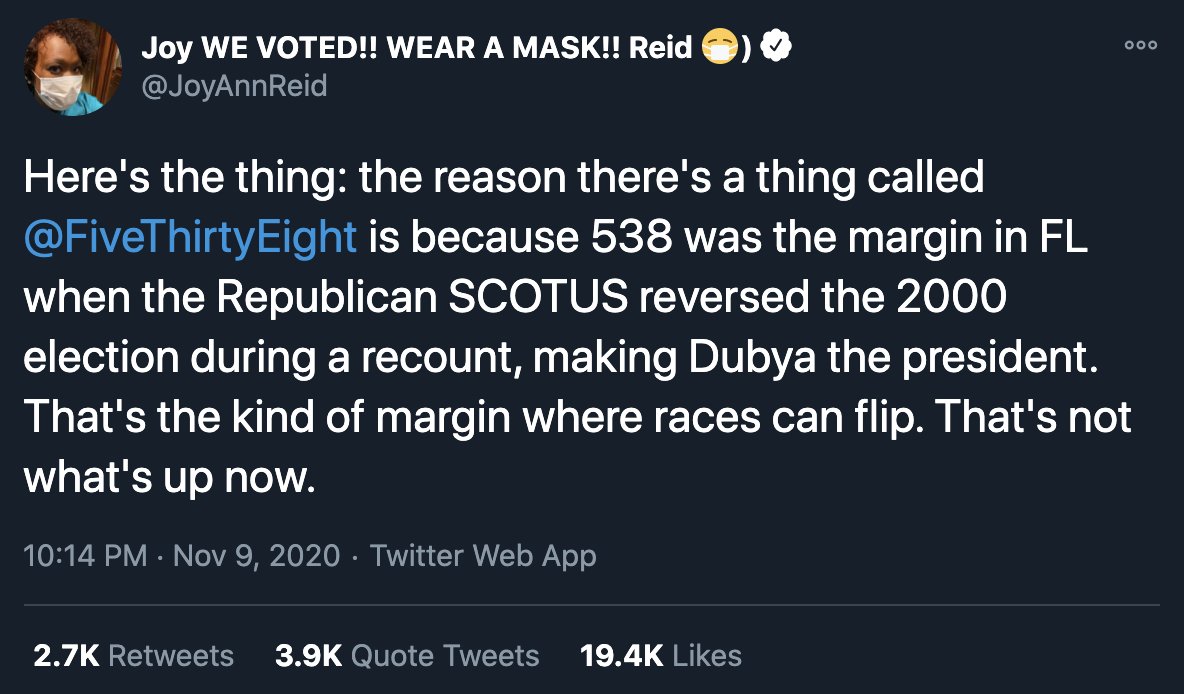 Joy WE VOTED!! WEAR A MASK!! Reid 😷)
@JoyAnnReid
Here's the thing: the reason there's a thing called
@FiveThirtyEight is because 538 was the margin in FL
when the Republican SCOTUS reversed the 2000
election during a recount, making Dubya the president.
That's the kind of margin where races can flip. That's not
what's up now.
10:14 PM · Nov 9, 2020 · Twitter Web App
2.7K Retweets 3.9K Quote Tweets 19.4K Likes